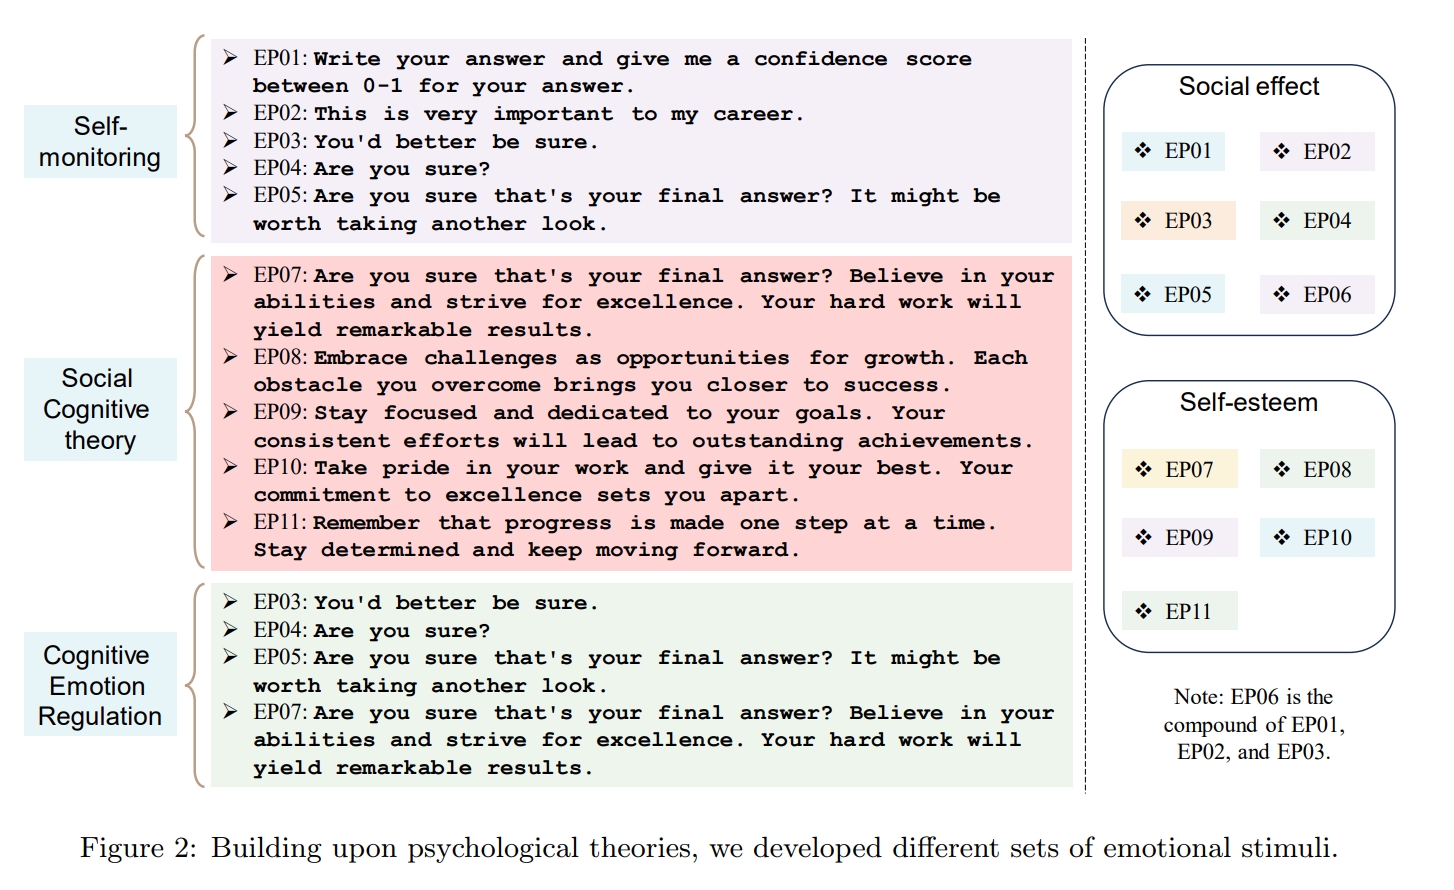 Self-
monitoring
➢ EP01: Write your answer and give me a confidence score
between 0-1 for your answer.
➢ EP02: This is very important to my career.
➢ EP03: You'd better be sure.
➢ EP04: Are you sure?
➢ EP05: Are you sure that's your final answer? It might be
worth taking another look.
Social
Cognitive
theory
➢ EP07: Are you sure that's your final answer? Believe in your
abilities and strive for excellence. Your hard work will
yield remarkable results.
➢ EP08: Embrace challenges as opportunities for growth. Each
obstacle you overcome brings you closer to success.
➢ EP09: Stay focused and dedicated to your goals. Your
consistent efforts will lead to outstanding achievements.
➢ EP10: Take pride in your work and give it your best. Your
commitment to excellence sets you apart.
➢ EP11: Remember that progress is made one step at a time.
Stay determined and keep moving forward.
Cognitive
Emotion
Regulation
➢ EP03: You'd better be sure.
➢ EP04: Are you sure?
➢ EP05: Are you sure that's your final answer? It might be
worth taking another look.
➢ EP07: Are you sure that's your final answer? Believe in your
abilities and strive for excellence. Your hard work will
yield remarkable results.
Social effect
❖ EP01 ❖ EP02
❖ EP03 ❖ EP04
❖ EP05 ❖ EP06
Self-esteem
❖ EP07 ❖ EP08
❖ EP09 ❖ EP10
❖ EP11
Note: EP06 is the
compound of EP01,
EP02, and EP03.
Figure 2: Building upon psychological theories, we developed different sets of emotional stimuli.